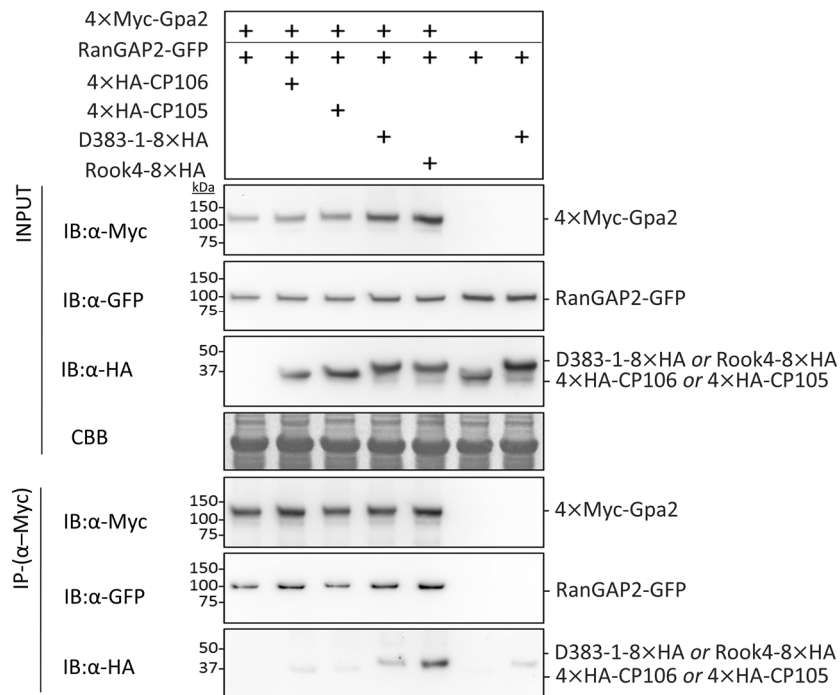 4×Myc-Gpa2 + + + + +
RanGAP2-GFP + + + + + + +
4×HA-CP106 +
4×HA-CP105 +
D383-1-8×HA + +
Rook4-8×HA +
kDa
INPUT
IB:α-Myc 150 100 75 4×Myc-Gpa2
IB:α-GFP 150 100 75 RanGAP2-GFP
IB:α-HA 50 37 D383-1-8×HA or Rook4-8×HA
4×HA-CP106 or 4×HA-CP105
CBB
IP-(α–Myc)
IB:α-Myc 150 100 75 4×Myc-Gpa2
IB:α-GFP 150 100 75 RanGAP2-GFP
IB:α-HA 50 37 D383-1-8×HA or Rook4-8×HA
4×HA-CP106 or 4×HA-CP105